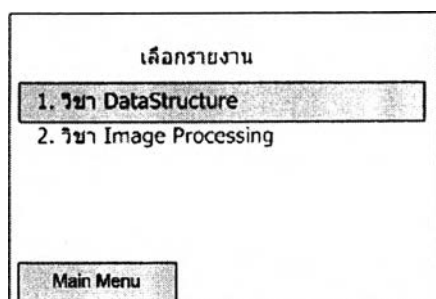 เลือกรายงาน
1. วิชา DataStructure
2. วิชา Image Processing
Main Menu